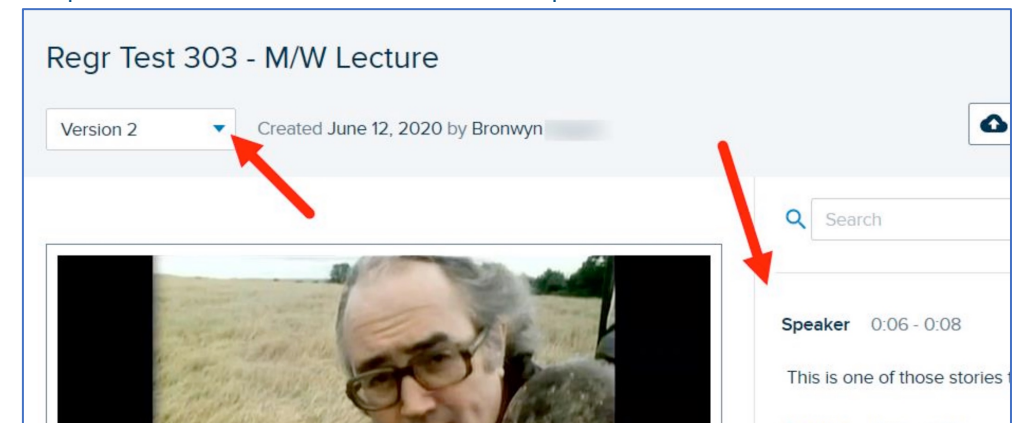 Regr Test 303 - M/W Lecture
Version 2
Created June 12, 2020 by Bronwyn
Search
Speaker 0:06 - 0:08
This is one of those stories